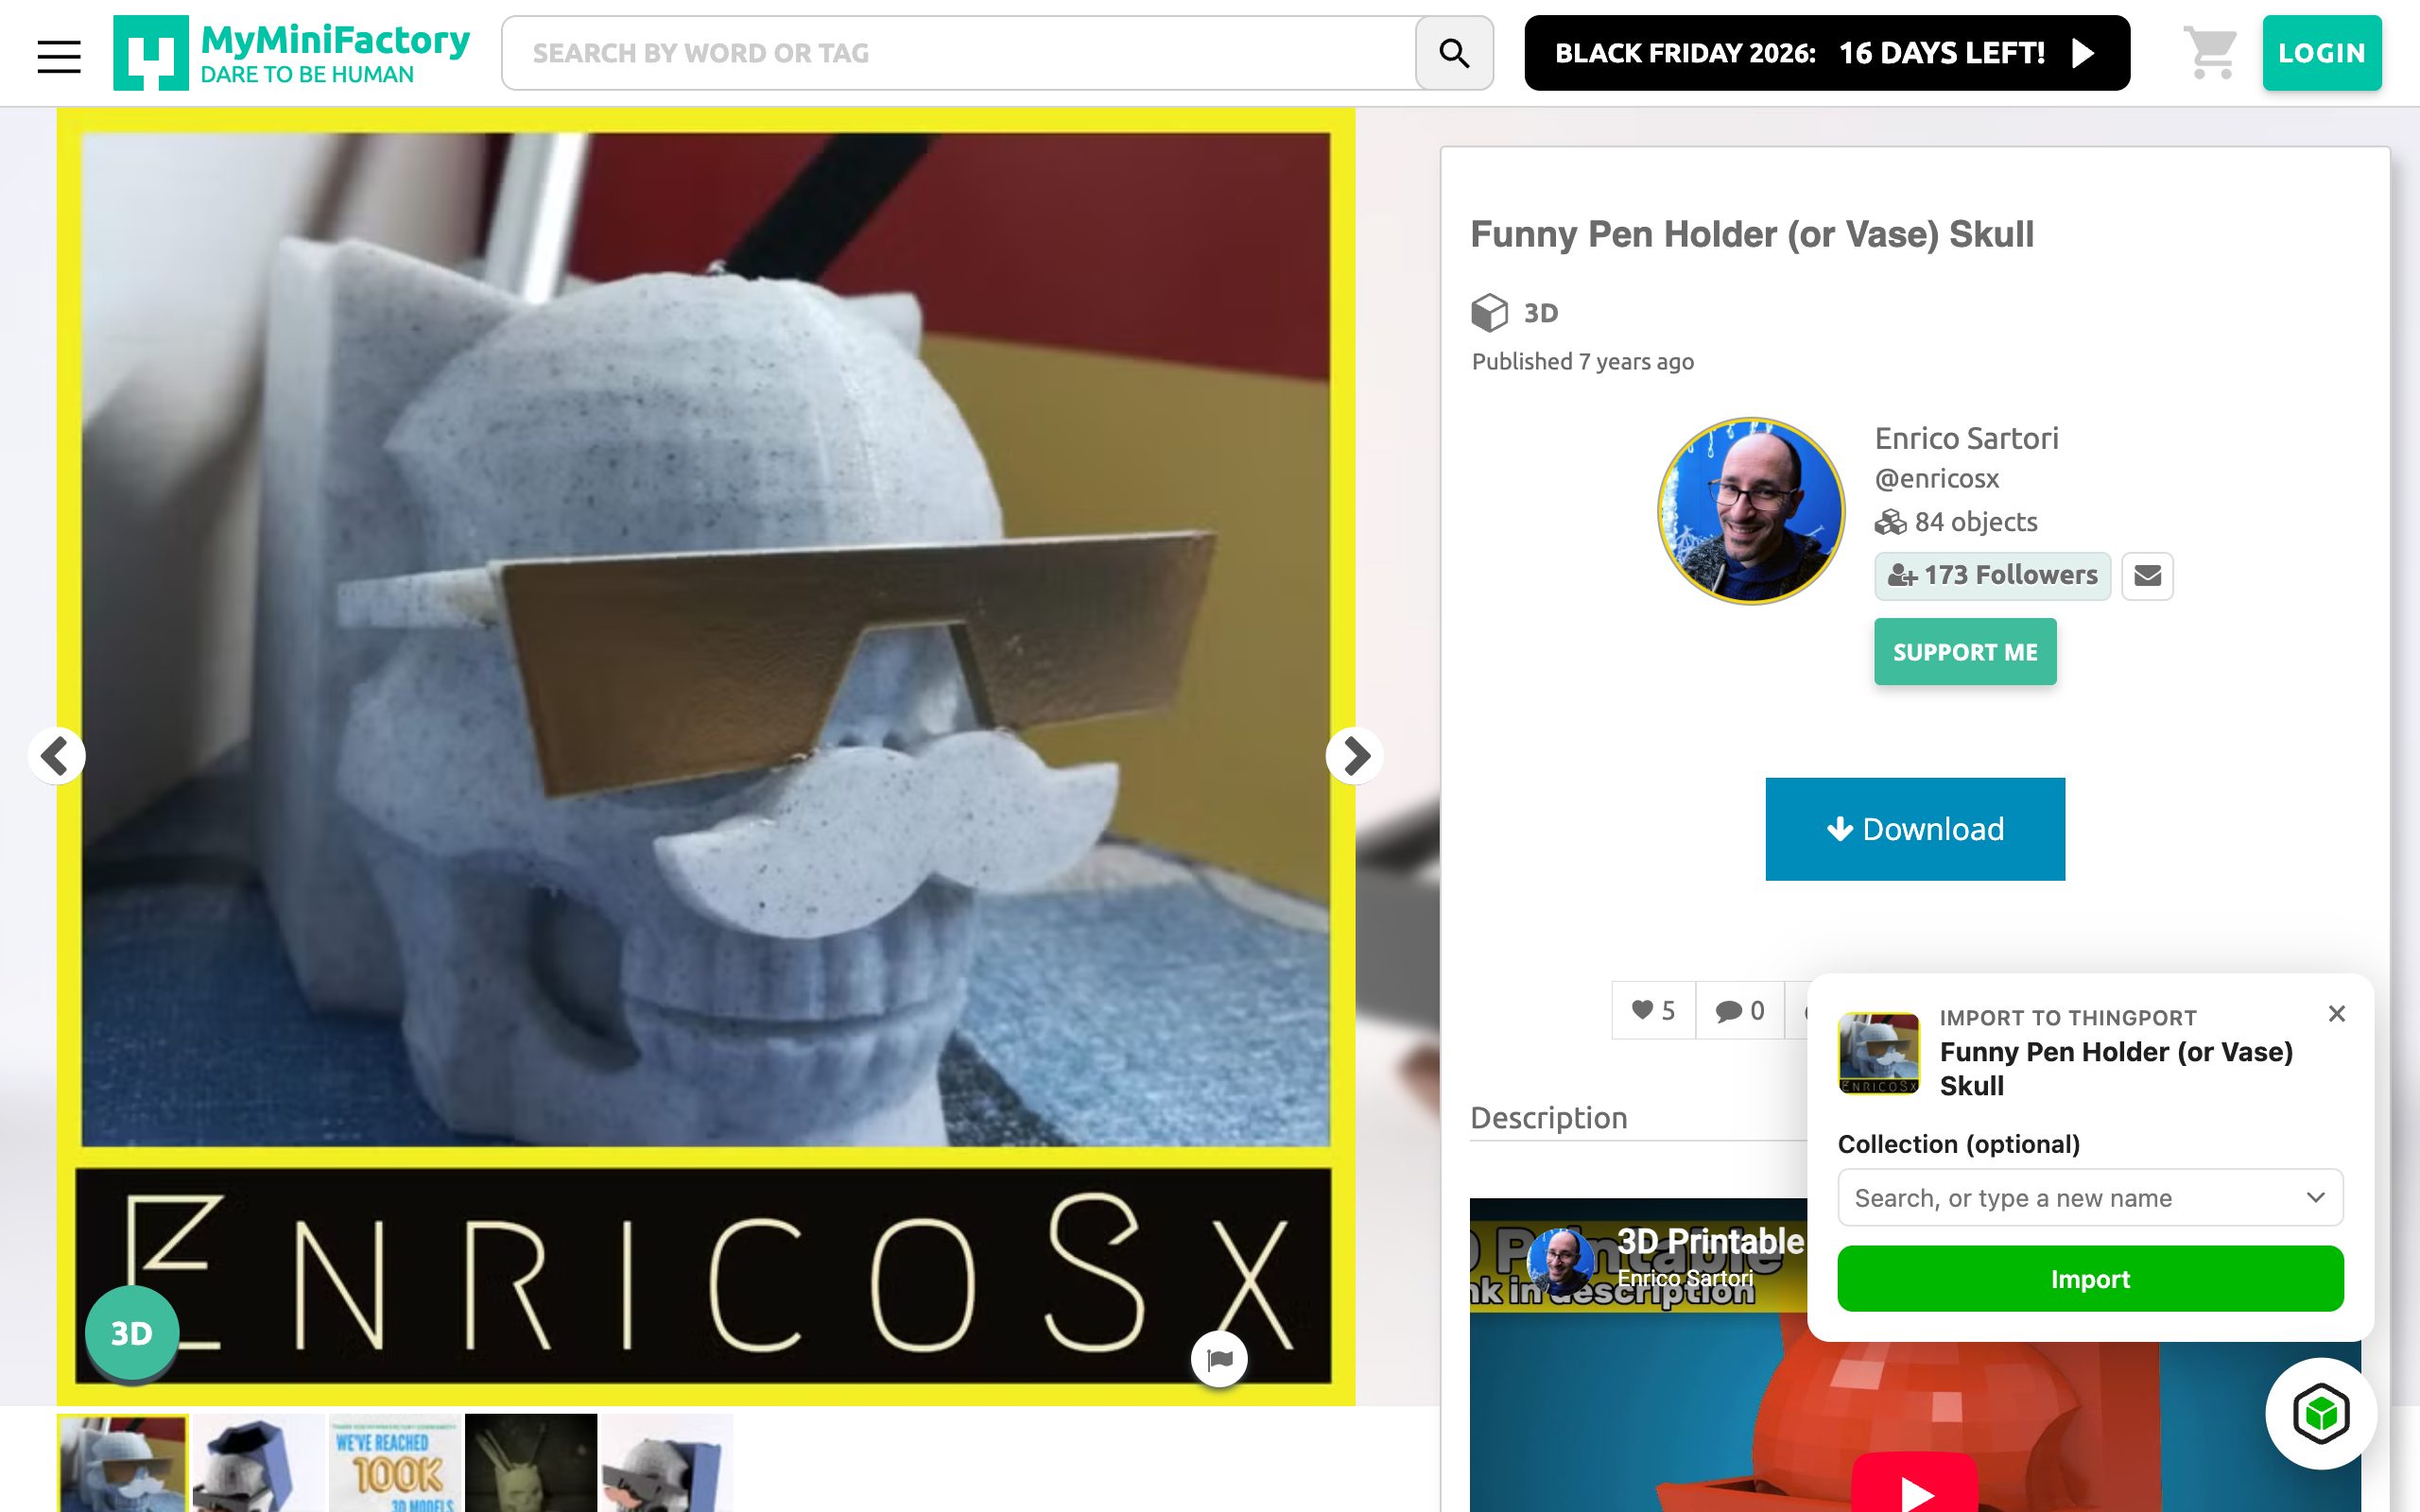 MyMiniFactory
DARE TO BE HUMAN
SEARCH BY WORD OR TAG
BLACK FRIDAY 2026: 16 DAYS LEFT!
LOGIN
Funny Pen Holder (or Vase) Skull
3D
Published 7 years ago
Enrico Sartori
@enricosx
84 objects
173 Followers
SUPPORT ME
Download
5
0
Description
IMPORT TO THINGPORT
Funny Pen Holder (or Vase)
Skull
Collection (optional)
Search, or type a new name
Import
3D Printable
Enrico Sartori
description
ENRICOSX
3D
WE'VE REACHED
100K
3D MODELS